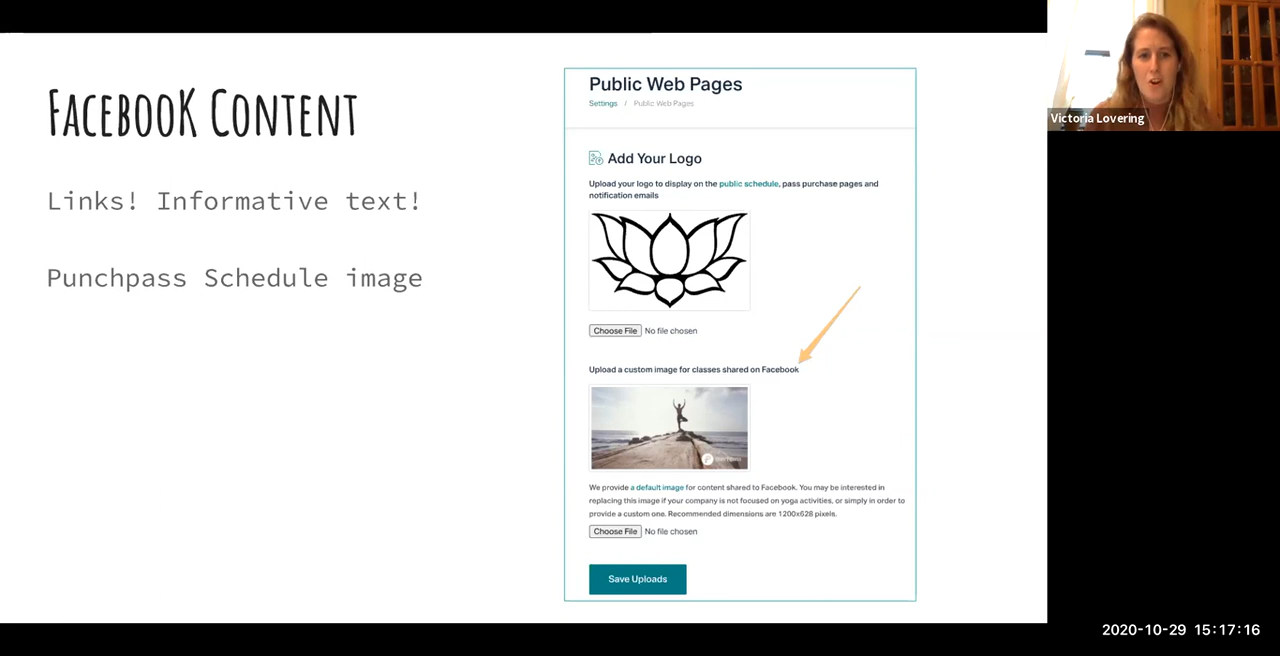 FACEBOOK CONTENT
Links! Informative text!
Punchpass Schedule image
Public Web Pages
Settings / Public Web Pages
Add Your Logo
Upload your logo to display on the public schedule, pass purchase pages and
notification emails
Choose File No file chosen
Upload a custom image for classes shared on Facebook
We provide a default image for content shared to Facebook. You may be interested in
replacing this image if your company is not focused on yoga activities, or simply in order to
provide a custom one. Recommended dimensions are 1200x628 pixels.
Choose File No file chosen
Save Uploads
Victoria Lovering
2020-10-29 15:17:16